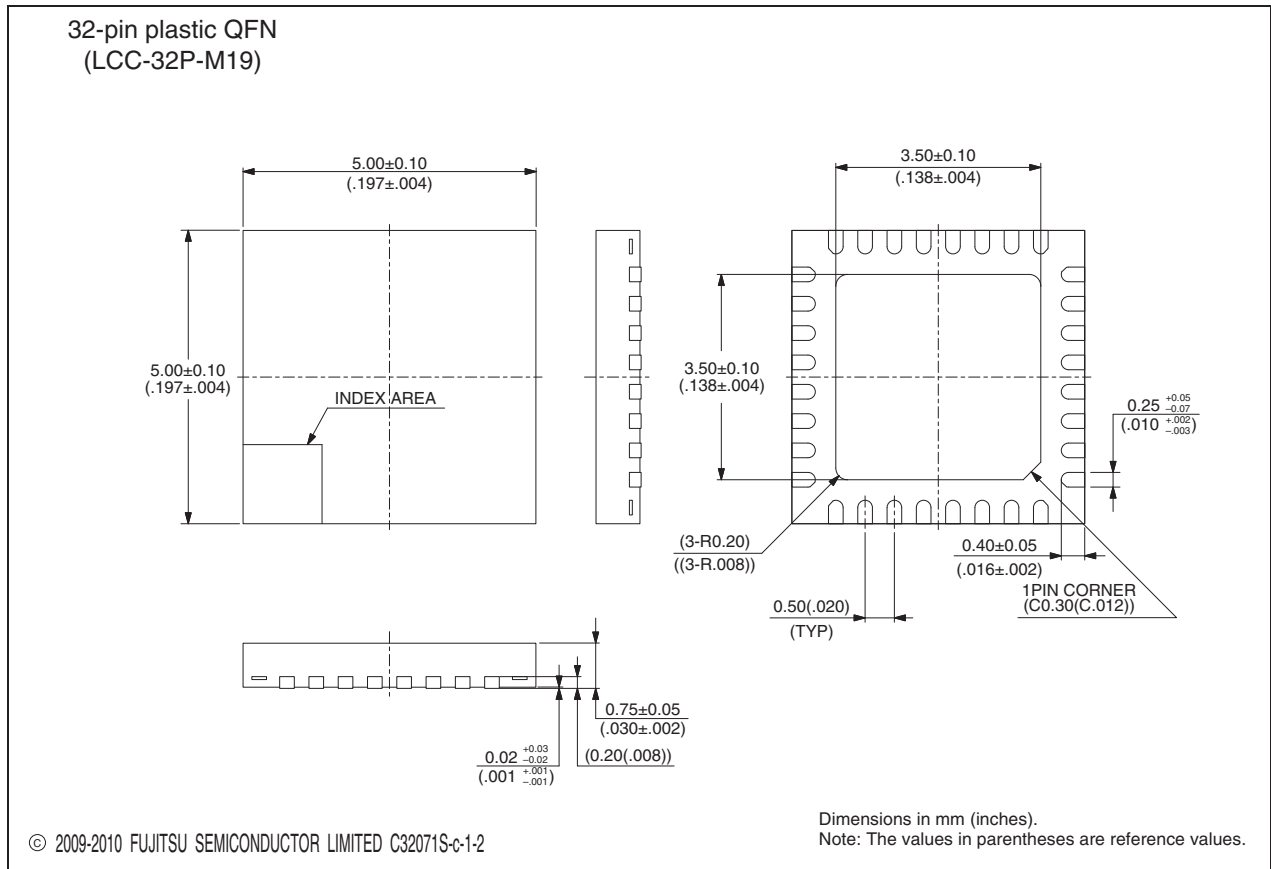 32-pin plastic QFN
(LCC-32P-M19)
5.00±0.10
(.197±.004)
3.50±0.10
(.138±.004)
5.00±0.10
(.197±.004)
INDEX AREA
3.50±0.10
(.138±.004)
0.25 +0.05 −0.07
(.010 +.002 −.003)
(3-R0.20)
((3-R.008))
0.50(.020)
(TYP)
0.40±0.05
(.016±.002)
1PIN CORNER
(C0.30(C.012))
0.75±0.05
(.030±.002)
0.02 +0.03 −0.02
(.001 +.001 −.001)
(0.20(.008))
© 2009-2010 FUJITSU SEMICONDUCTOR LIMITED C32071S-c-1-2
Dimensions in mm (inches).
Note: The values in parentheses are reference values.